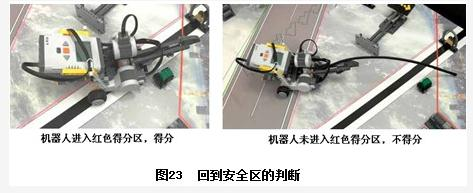 机器人进入红色得分区，得分
机器人未进入红色得分区，不得分
图23 回到安全区的判断